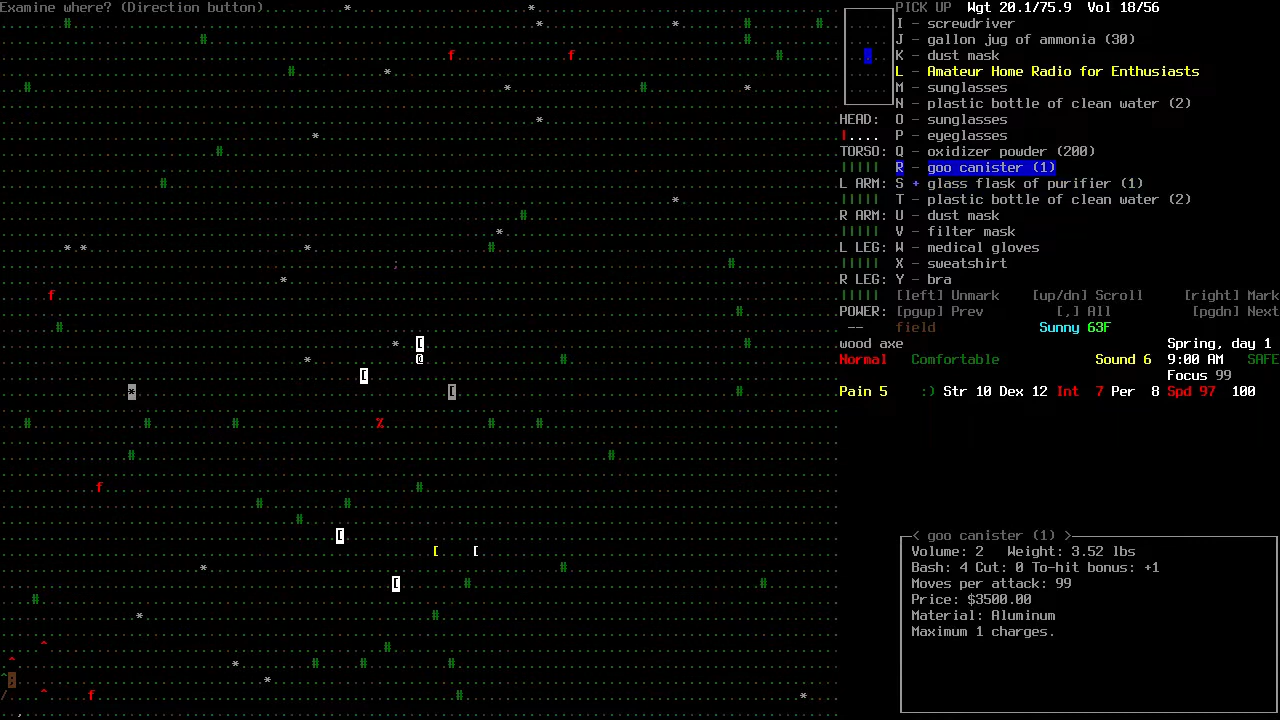 Examine where? (Direction button)
PICK UP Wgt 20.1/75.9 Vol 18/56
I - screwdriver
J - gallon jug of ammonia (30)
K - dust mask
L - Amateur Home Radio for Enthusiasts
M - sunglasses
N - plastic bottle of clean water (2)
HEAD: O - sunglasses
P - eyeglasses
TORSO: Q - oxidizer powder (200)
R - goo canister (1)
L ARM: S + glass flask of purifier (1)
T - plastic bottle of clean water (2)
R ARM: U - dust mask
V - filter mask
L LEG: W - medical gloves
X - sweatshirt
R LEG: Y - bra
[left] Unmark [up/dn] Scroll [right] Mark
POWER: [pgup] Prev [,] All [pgdn] Next
-- field Sunny 63F
wood axe Spring, day 1
Normal Comfortable Sound 6 9:00 AM SAFE
Focus 99
Pain 5 :) Str 10 Dex 12 Int 7 Per 8 Spd 97 100
< goo canister (1) >
Volume: 2 Weight: 3.52 lbs
Bash: 4 Cut: 0 To-hit bonus: +1
Moves per attack: 99
Price: $3500.00
Material: Aluminum
Maximum 1 charges.